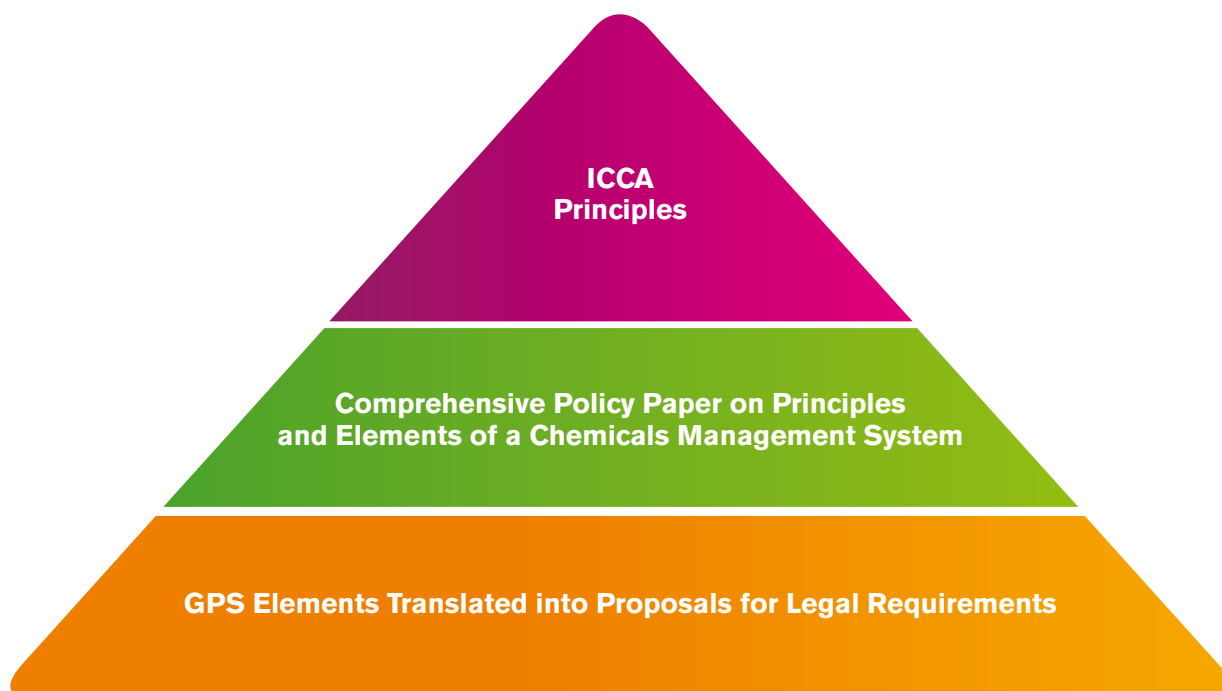 ICCA
Principles
Comprehensive Policy Paper on Principles
and Elements of a Chemicals Management System
GPS Elements Translated into Proposals for Legal Requirements